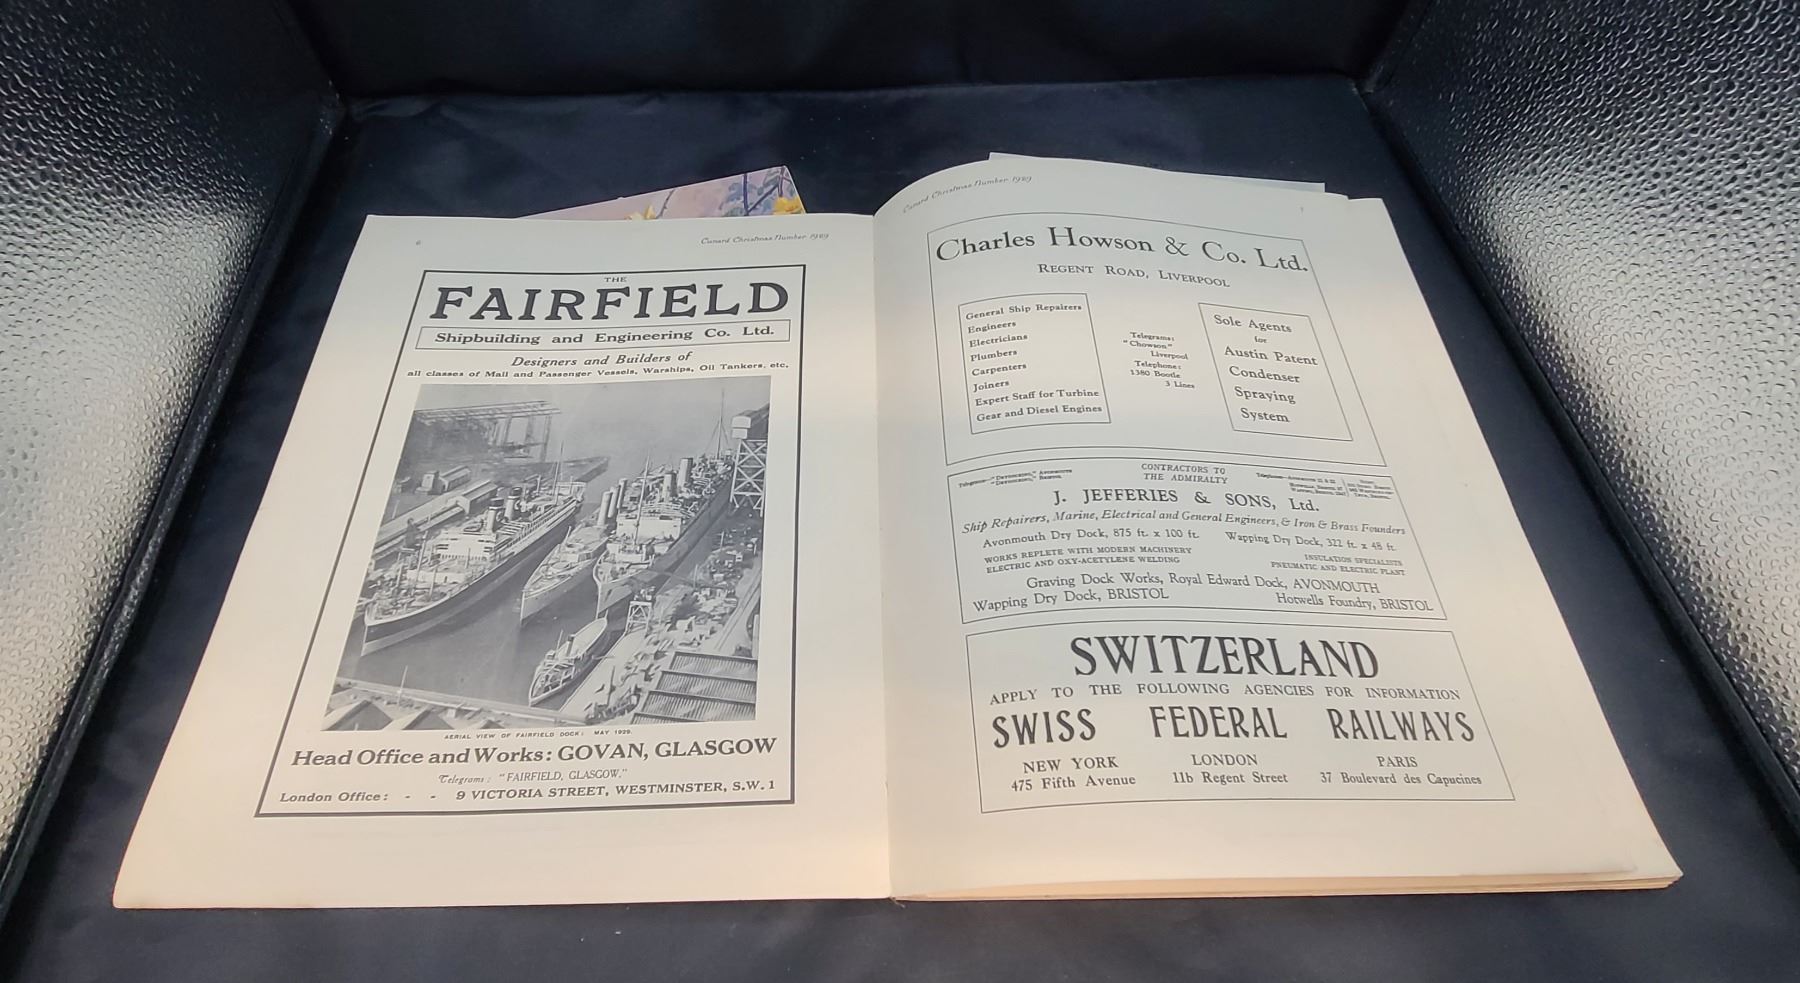 6
Cunard Christmas Number 1929
THE
FAIRFIELD
Shipbuilding and Engineering Co. Ltd.
Designers and Builders of
all classes of Mail and Passenger Vessels, Warships, Oil Tankers, etc.
AERIAL VIEW OF FAIRFIELD DOCK: MAY 1929.
Head Office and Works: GOVAN, GLASGOW
Telegrams: "FAIRFIELD, GLASGOW."
London Office: - - 9 VICTORIA STREET, WESTMINSTER, S.W. 1
Cunard Christmas Number 1929
Charles Howson & Co. Ltd.
REGENT ROAD, LIVERPOOL
General Ship Repairers
Engineers
Electricians
Plumbers
Carpenters
Joiners
Expert Staff for Turbine
Gear and Diesel Engines
Telegrams:
"Chowson"
Liverpool
Telephone:
1380 Bootle
3 Lines
Sole Agents
for
Austin Patent
Condenser
Spraying
System
CONTRACTORS TO
THE ADMIRALTY
J. JEFFERIES & SONS, Ltd.
Ship Repairers, Marine, Electrical and General Engineers, & Iron & Brass Founders
Avonmouth Dry Dock, 875 ft. x 100 ft. Wapping Dry Dock, 322 ft. x 48 ft.
WORKS REPLETE WITH MODERN MACHINERY
ELECTRIC AND OXY-ACETYLENE WELDING
INSULATION SPECIALISTS
PNEUMATIC AND ELECTRIC PLANT
Graving Dock Works, Royal Edward Dock, AVONMOUTH
Wapping Dry Dock, BRISTOL Hotwells Foundry, BRISTOL
SWITZERLAND
APPLY TO THE FOLLOWING AGENCIES FOR INFORMATION
SWISS FEDERAL RAILWAYS
NEW YORK LONDON PARIS
475 Fifth Avenue 11b Regent Street 37 Boulevard des Capucines